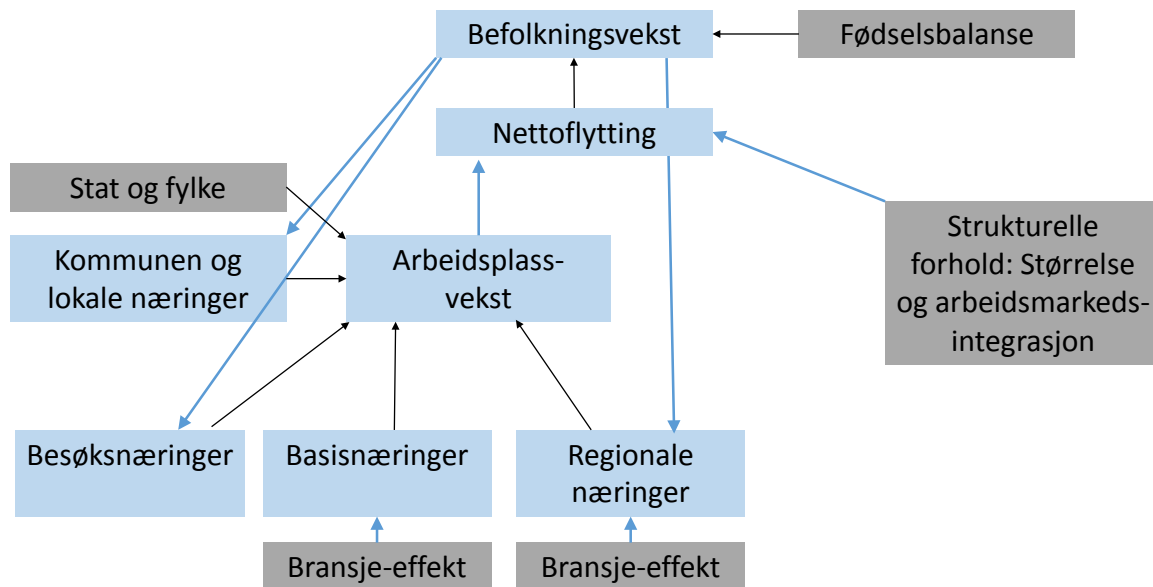 Befolkningsvekst
Fødselsbalanse
Nettoflytting
Stat og fylke
Kommunen og
lokale næringer
Arbeidsplass-
vekst
Strukturelle
forhold: Størrelse
og arbeidsmarkeds-
integrasjon
Besøksnæringer
Basisnæringer
Regionale
næringer
Bransje-effekt
Bransje-effekt